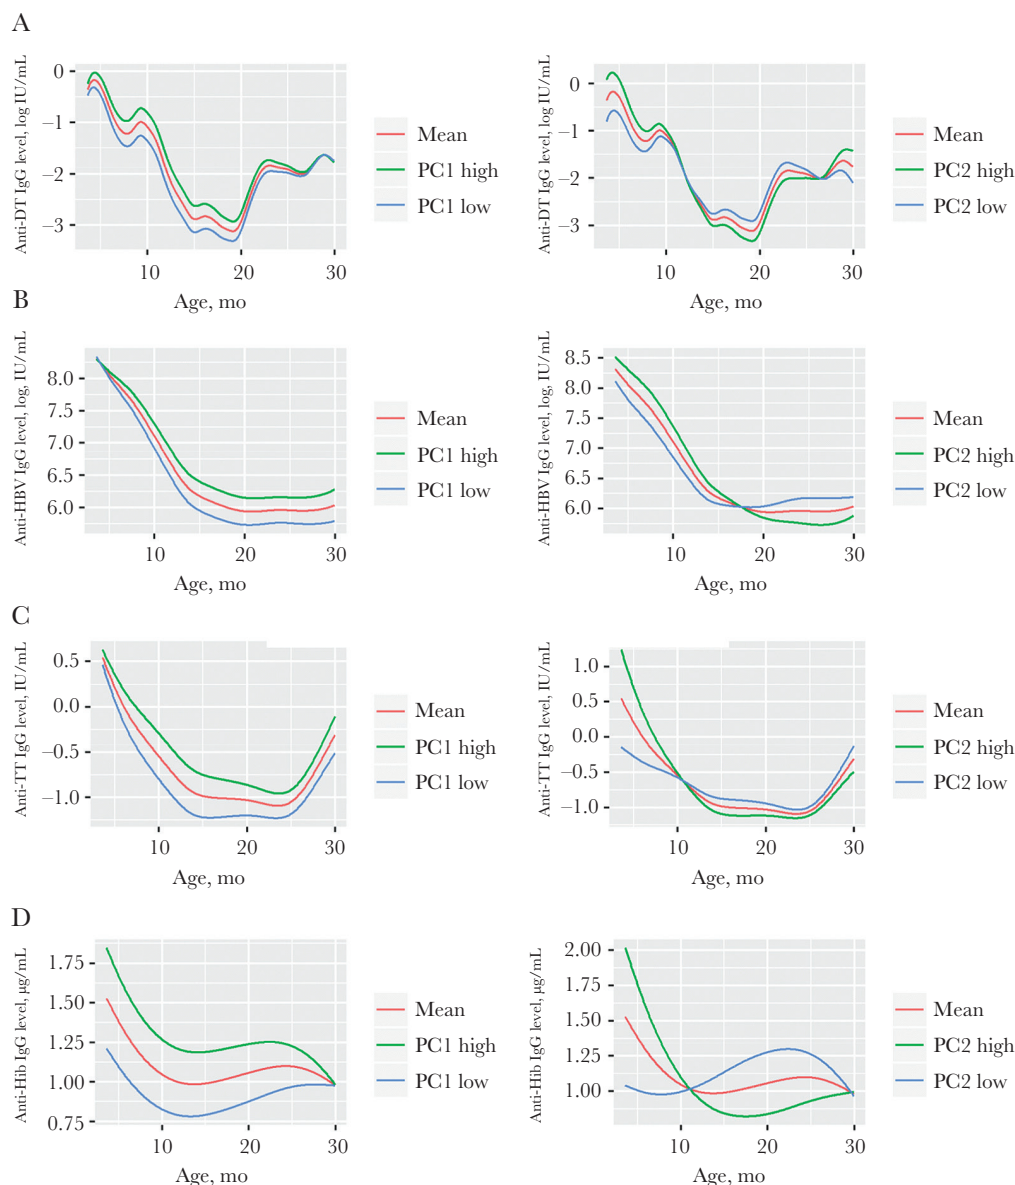 A
Anti-DT IgG level, log IU/mL
0
−1
−2
−3
10
20
30
Age, mo
Mean
PC1 high
PC1 low
Anti-DT IgG level, log IU/mL
0
−1
−2
−3
10
20
30
Age, mo
Mean
PC2 high
PC2 low
B
Anti-HBV IgG level, log, IU/mL
8.0
7.5
7.0
6.5
6.0
10
20
30
Age, mo
Mean
PC1 high
PC1 low
Anti-HBV IgG level, log, IU/mL
8.5
8.0
7.5
7.0
6.5
6.0
10
20
30
Age, mo
Mean
PC2 high
PC2 low
C
Anti-TT IgG level, IU/mL
0.5
0.0
−0.5
−1.0
10
20
30
Age, mo
Mean
PC1 high
PC1 low
Anti-TT IgG level, IU/mL
1.0
0.5
0.0
−0.5
−1.0
10
20
30
Age, mo
Mean
PC2 high
PC2 low
D
Anti-Hib IgG level, µg/mL
1.75
1.50
1.25
1.00
0.75
10
20
30
Age, mo
Mean
PC1 high
PC1 low
Anti-Hib IgG level, µg/mL
2.00
1.75
1.50
1.25
1.00
10
20
30
Age, mo
Mean
PC2 high
PC2 low